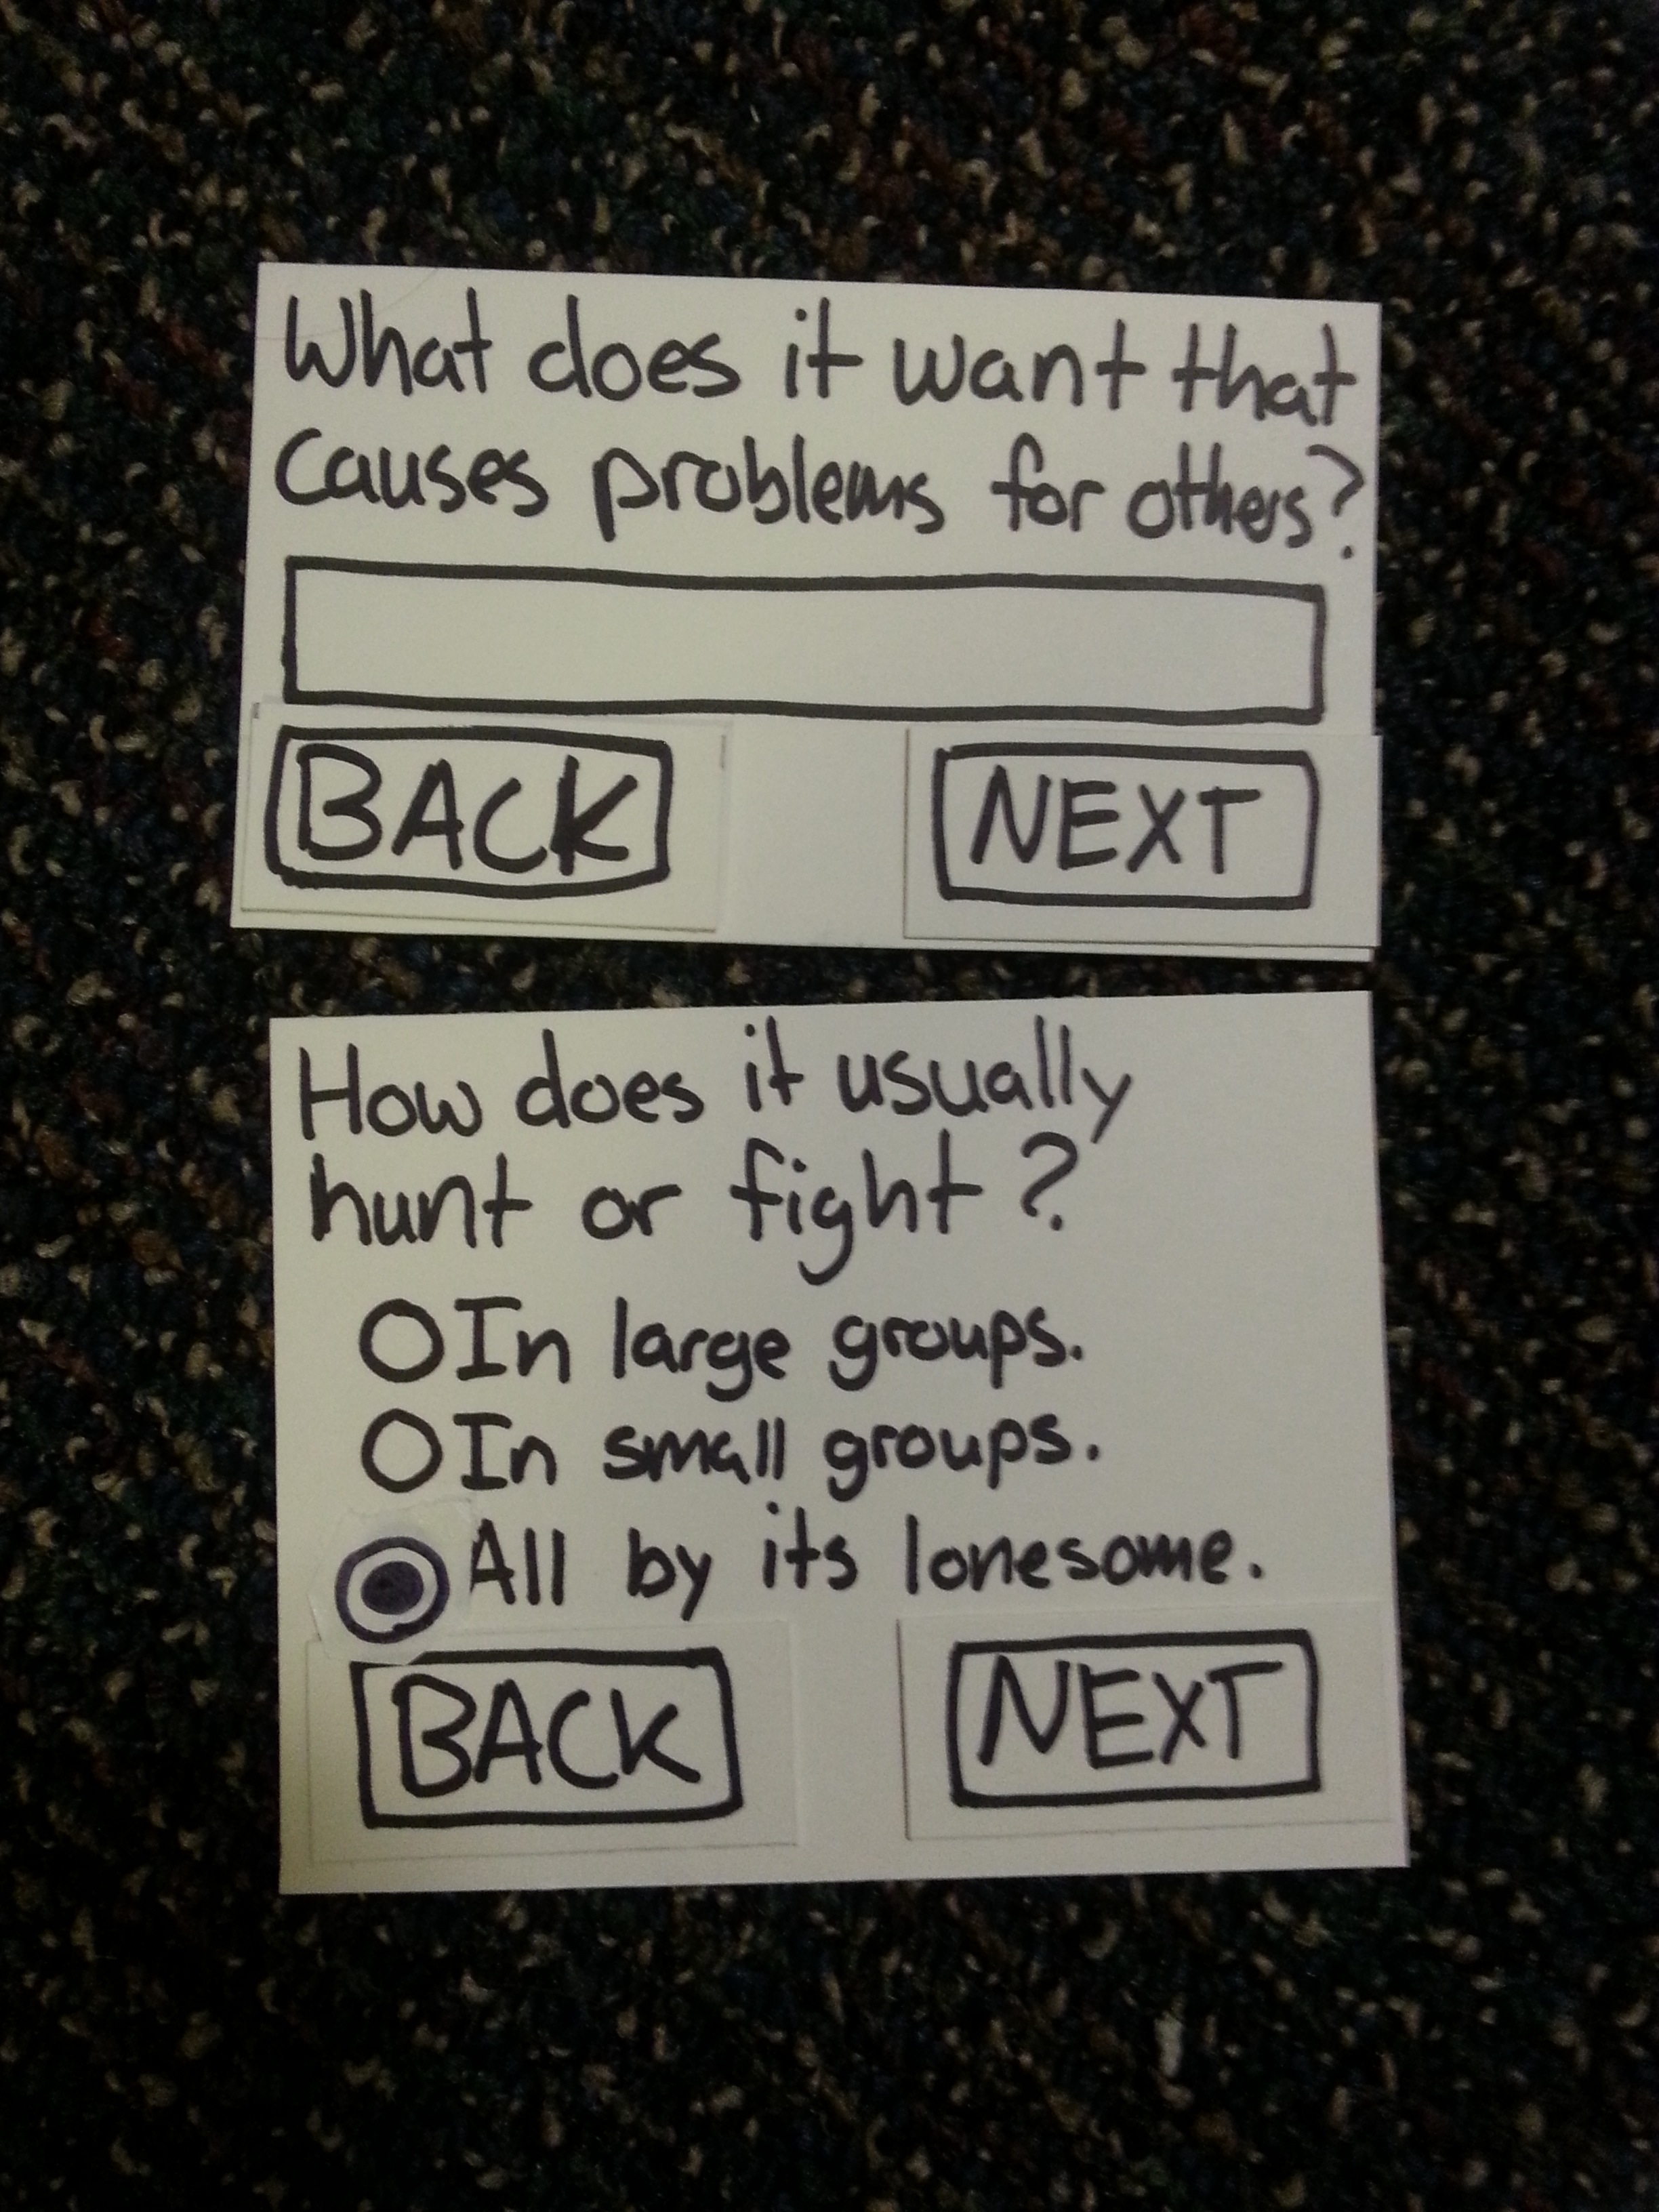 What does it want that
causes problems for others?
BACK NEXT
How does it usually
hunt or fight?
In large groups.
In small groups.
All by its lonesome.
BACK NEXT